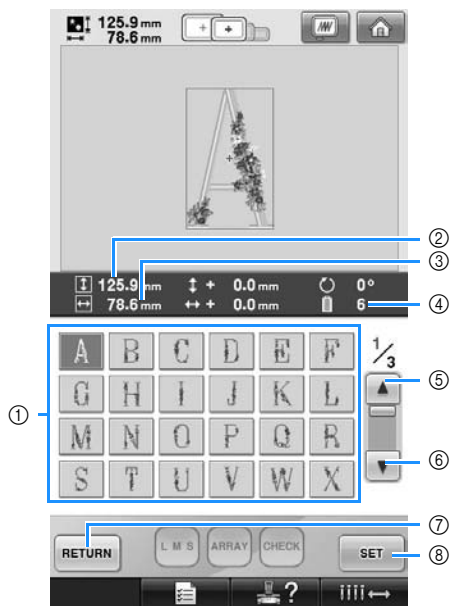 125.9 mm
78.6 mm
②
③
125.9 mm + 0.0 mm 0°
78.6 mm + 0.0 mm 6
④
A B C D E F 1/3
⑤
G H I J K L
①
M N O P Q R
⑥
S T U V W X
⑦
RETURN L M S ARRAY CHECK SET
⑧
?